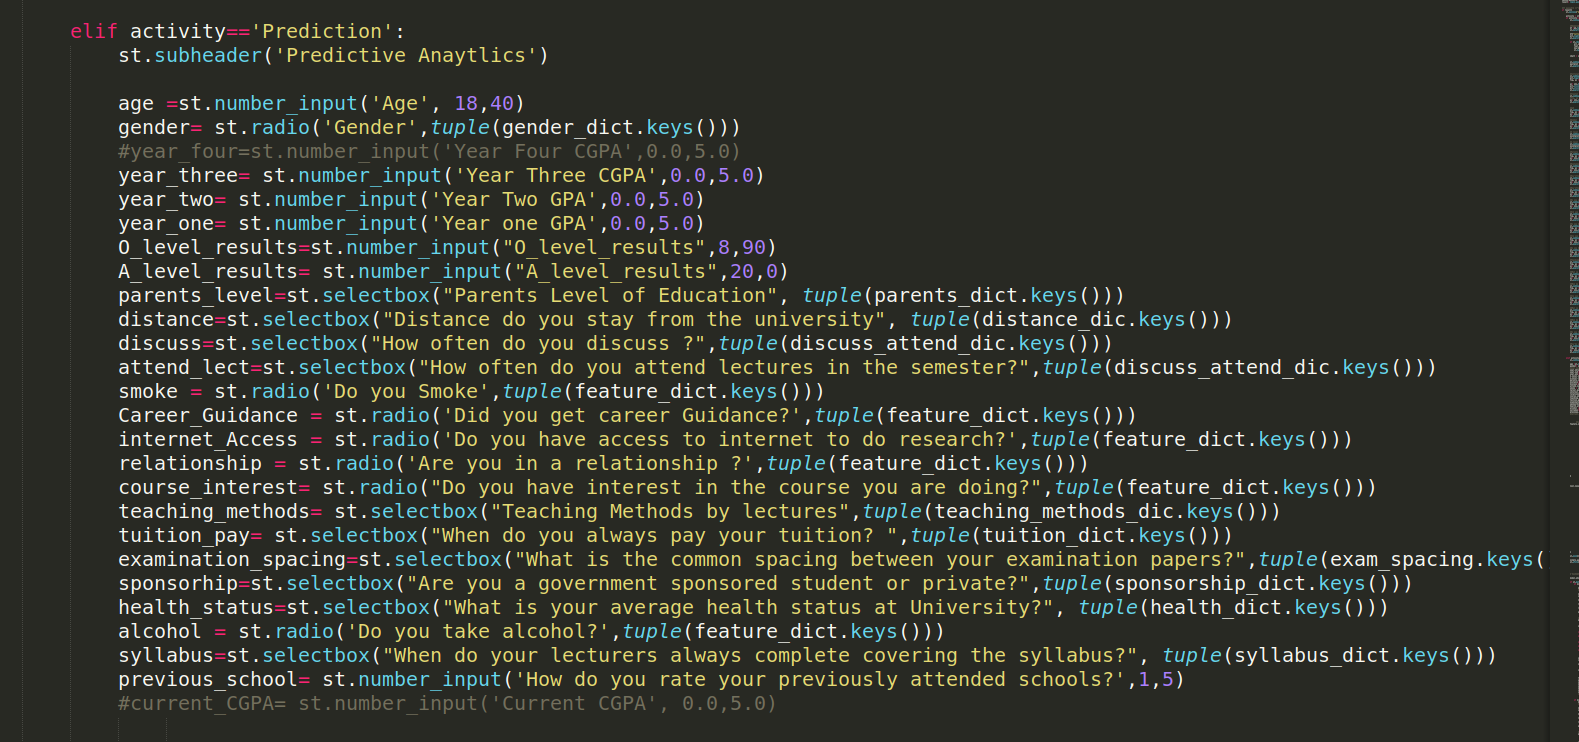 elif activity=='Prediction':
st.subheader('Predictive Anaytlics')
age =st.number_input('Age', 18,40)
gender= st.radio('Gender',tuple(gender_dict.keys()))
#year_four=st.number_input('Year Four CGPA',0.0,5.0)
year_three= st.number_input('Year Three CGPA',0.0,5.0)
year_two= st.number_input('Year Two GPA',0.0,5.0)
year_one= st.number_input('Year one GPA',0.0,5.0)
O_level_results=st.number_input("O_level_results",8,90)
A_level_results= st.number_input("A_level_results",20,0)
parents_level=st.selectbox("Parents Level of Education", tuple(parents_dict.keys()))
distance=st.selectbox("Distance do you stay from the university", tuple(distance_dic.keys()))
discuss=st.selectbox("How often do you discuss ?",tuple(discuss_attend_dic.keys()))
attend_lect=st.selectbox("How often do you attend lectures in the semester?",tuple(discuss_attend_dic.keys()))
smoke = st.radio('Do you Smoke',tuple(feature_dict.keys()))
Career_Guidance = st.radio('Did you get career Guidance?',tuple(feature_dict.keys()))
internet_Access = st.radio('Do you have access to internet to do research?',tuple(feature_dict.keys()))
relationship = st.radio('Are you in a relationship ?',tuple(feature_dict.keys()))
course_interest= st.radio("Do you have interest in the course you are doing?",tuple(feature_dict.keys()))
teaching_methods= st.selectbox("Teaching Methods by lectures",tuple(teaching_methods_dic.keys()))
tuition_pay= st.selectbox("When do you always pay your tuition? ",tuple(tuition_dict.keys()))
examination_spacing=st.selectbox("What is the common spacing between your examination papers?",tuple(exam_spacing.keys(
sponsorhip=st.selectbox("Are you a government sponsored student or private?",tuple(sponsorship_dict.keys()))
health_status=st.selectbox("What is your average health status at University?", tuple(health_dict.keys()))
alcohol = st.radio('Do you take alcohol?',tuple(feature_dict.keys()))
syllabus=st.selectbox("When do your lecturers always complete covering the syllabus?", tuple(syllabus_dict.keys()))
previous_school= st.number_input('How do you rate your previously attended schools?',1,5)
#current_CGPA= st.number_input('Current CGPA', 0.0,5.0)